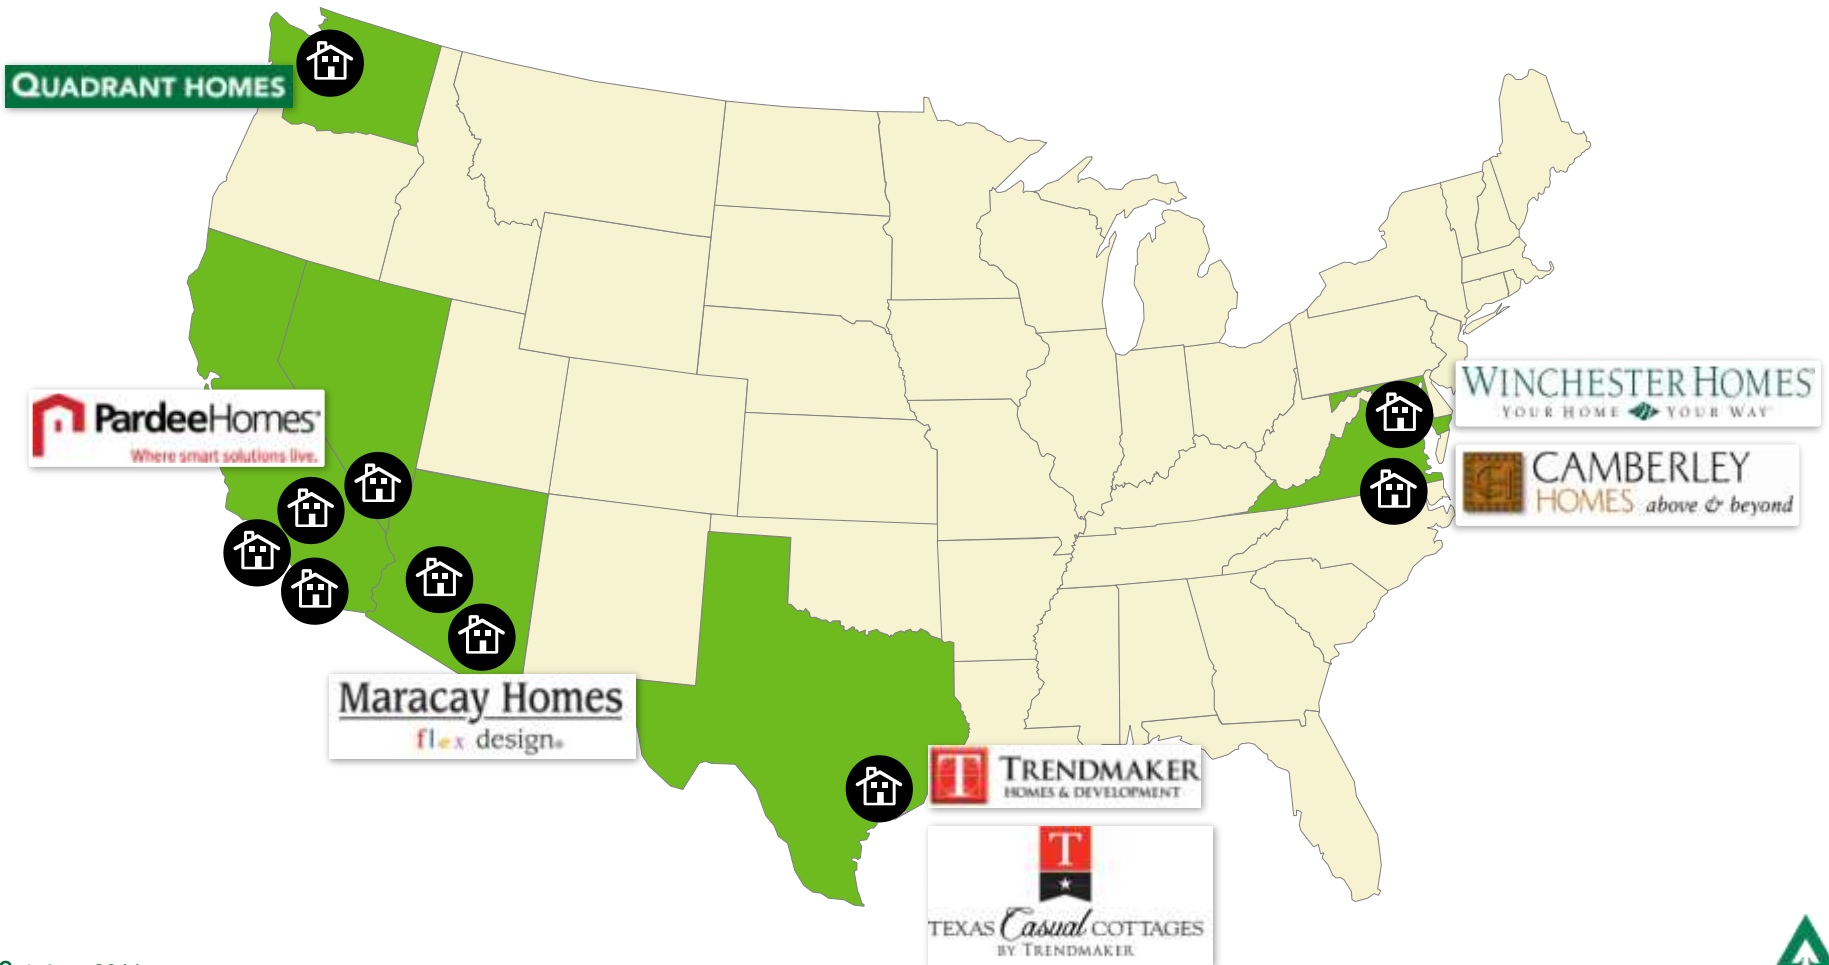 QUADRANT HOMES
PardeeHomes
Where smart solutions live.
WINCHESTER HOMES
YOUR HOME YOUR WAY
CAMBERLEY
HOMES above & beyond
Maracay Homes
flex design
T TRENDMAKER
HOMES & DEVELOPMENT
T
TEXAS Casual COTTAGES
BY TRENDMAKER